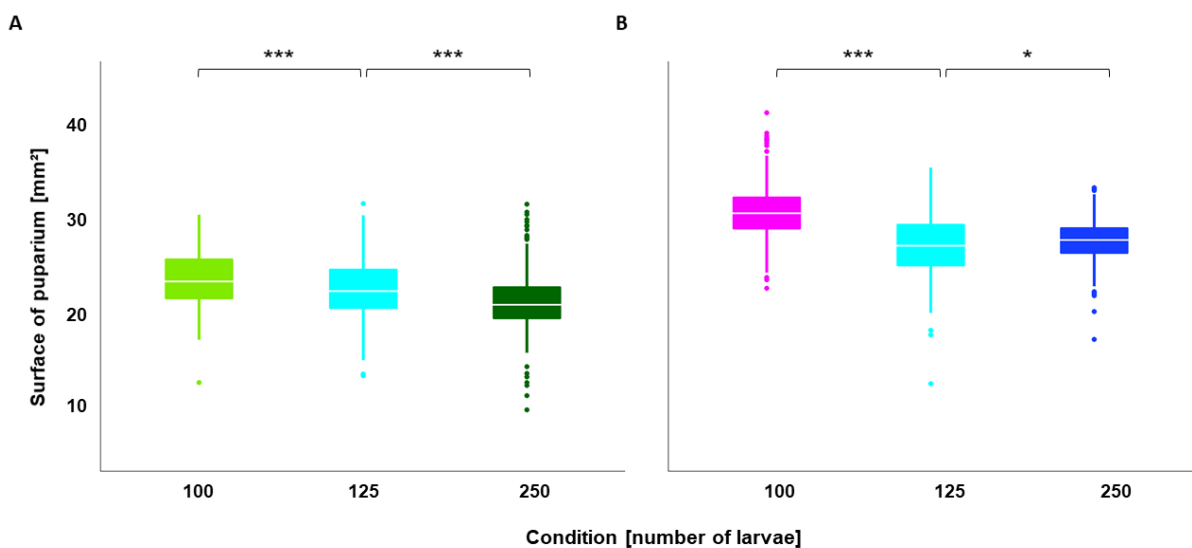 A
B
*** ***
*** *
Surface of puparium [mm²]
40
30
20
10
100 125 250
100 125 250
Condition [number of larvae]